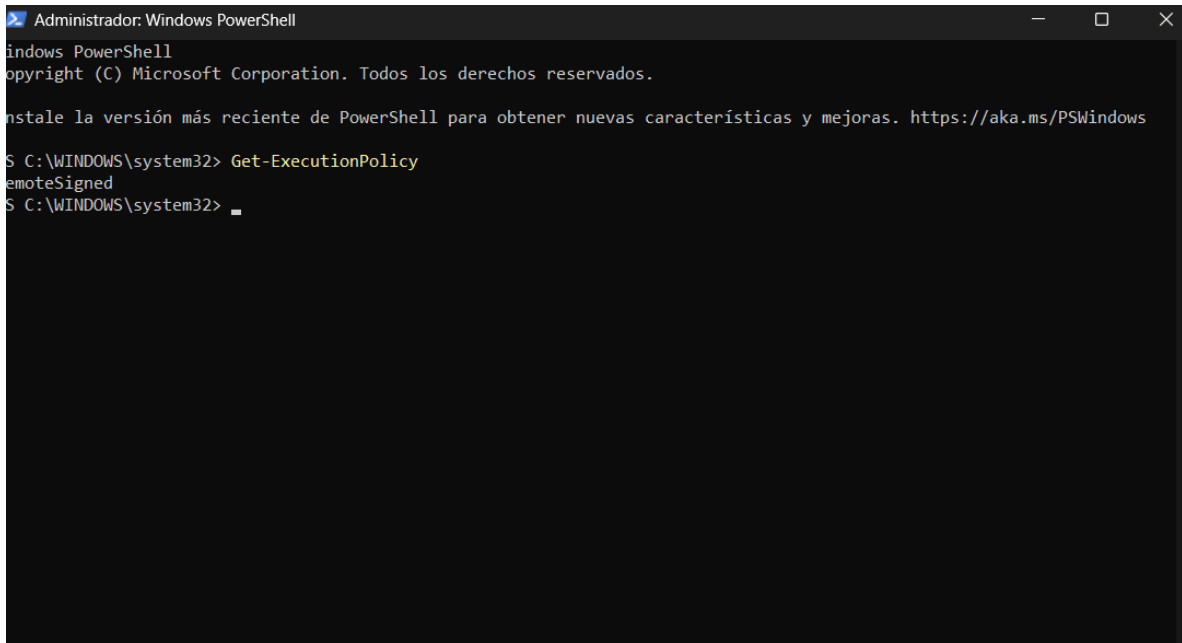 Administrador: Windows PowerShell
indows PowerShell
opyright (C) Microsoft Corporation. Todos los derechos reservados.
nstale la versión más reciente de PowerShell para obtener nuevas características y mejoras. https://aka.ms/PSWindows
S C:\WINDOWS\system32> Get-ExecutionPolicy
emoteSigned
S C:\WINDOWS\system32>